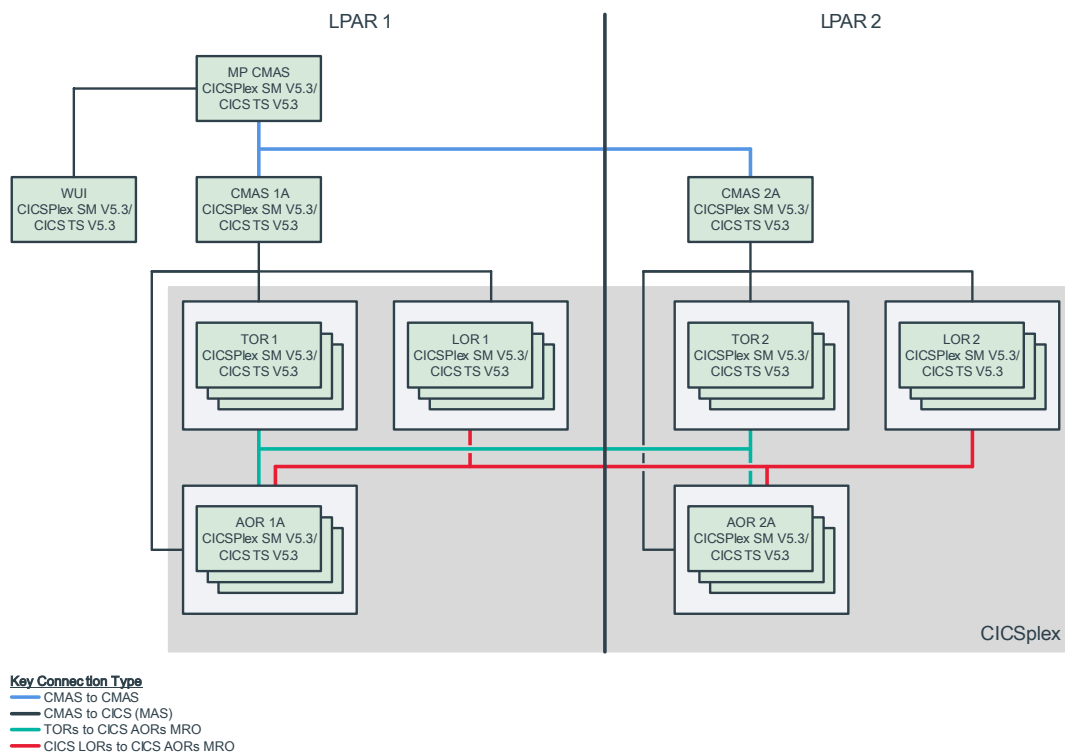 LPAR 1
LPAR 2
MP CMAS
CICSPlex SM V5.3/
CICS TS V5.3
WUI
CICSPlex SM V5.3/
CICS TS V5.3
CMAS 1A
CICSPlex SM V5.3/
CICS TS V5.3
CMAS 2A
CICSPlex SM V5.3/
CICS TS V5.3
TOR 1
CICSPlex SM V5.3/
CICS TS V5.3
LOR 1
CICSPlex SM V5.3/
CICS TS V5.3
TOR 2
CICSPlex SM V5.3/
CICS TS V5.3
LOR 2
CICSPlex SM V5.3/
CICS TS V5.3
AOR 1A
CICSPlex SM V5.3/
CICS TS V5.3
AOR 2A
CICSPlex SM V5.3/
CICS TS V5.3
CICSplex
Key Connection Type
CMAS to CMAS
CMAS to CICS (MAS)
TORs to CICS AORs MRO
CICS LORs to CICS AORs MRO